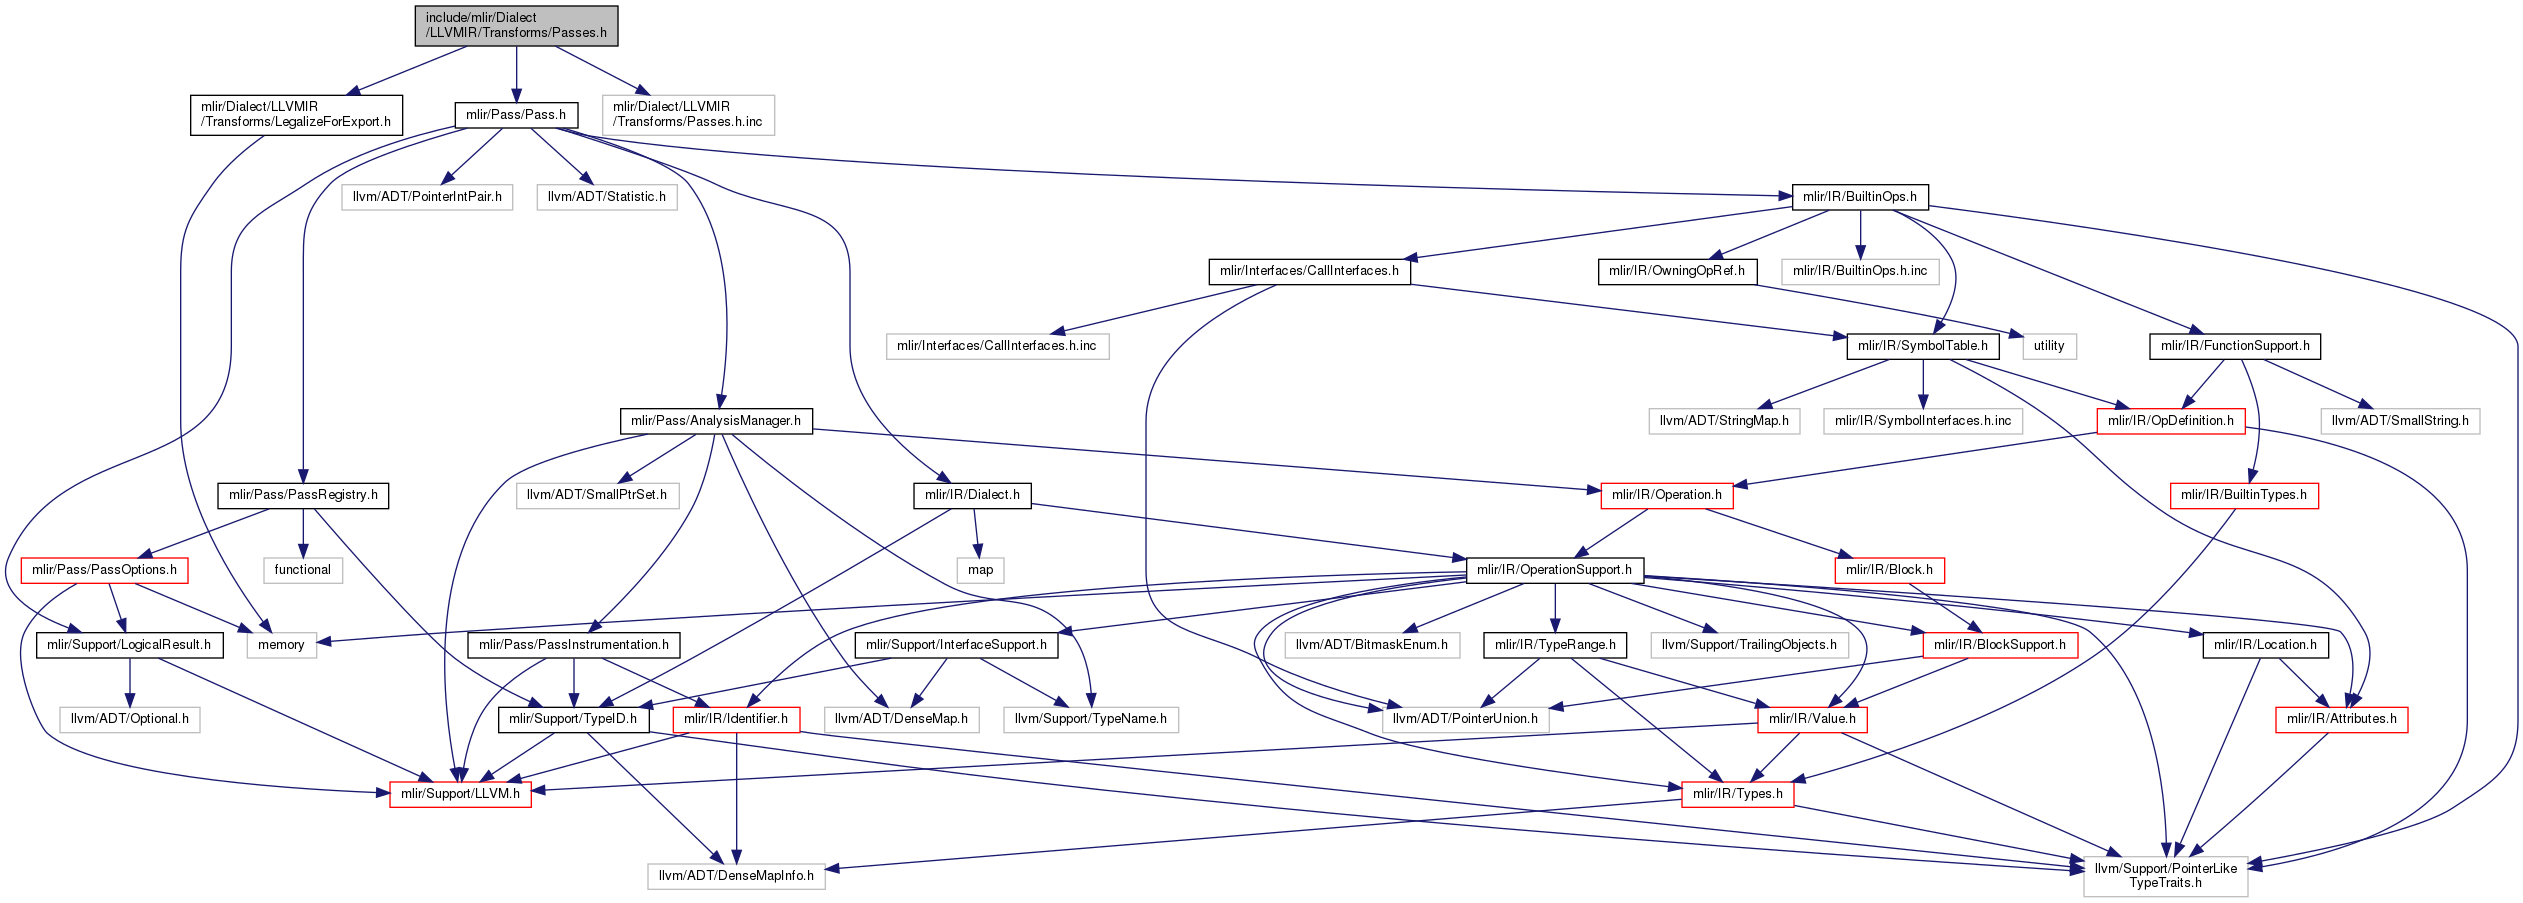 include/mlir/Dialect
/LLVMIR/Transforms/Passes.h
mlir/Dialect/LLVMIR
/Transforms/LegalizeForExport.h
mlir/Pass/Pass.h
mlir/Dialect/LLVMIR
/Transforms/Passes.h.inc
llvm/ADT/PointerIntPair.h
llvm/ADT/Statistic.h
mlir/IR/BuiltinOps.h
mlir/Interfaces/CallInterfaces.h
mlir/IR/OwningOpRef.h
mlir/IR/BuiltinOps.h.inc
mlir/Interfaces/CallInterfaces.h.inc
mlir/IR/SymbolTable.h
utility
mlir/IR/FunctionSupport.h
mlir/Pass/AnalysisManager.h
llvm/ADT/StringMap.h
mlir/IR/SymbolInterfaces.h.inc
mlir/IR/OpDefinition.h
llvm/ADT/SmallString.h
mlir/Pass/PassRegistry.h
llvm/ADT/SmallPtrSet.h
mlir/IR/Dialect.h
mlir/IR/Operation.h
mlir/IR/BuiltinTypes.h
mlir/Pass/PassOptions.h
functional
map
mlir/IR/OperationSupport.h
mlir/IR/Block.h
mlir/Support/LogicalResult.h
memory
mlir/Pass/PassInstrumentation.h
mlir/Support/InterfaceSupport.h
llvm/ADT/BitmaskEnum.h
mlir/IR/TypeRange.h
llvm/Support/TrailingObjects.h
mlir/IR/BlockSupport.h
mlir/IR/Location.h
llvm/ADT/Optional.h
mlir/Support/TypeID.h
mlir/IR/Identifier.h
llvm/ADT/DenseMap.h
llvm/Support/TypeName.h
llvm/ADT/PointerUnion.h
mlir/IR/Value.h
mlir/IR/Attributes.h
mlir/Support/LLVM.h
mlir/IR/Types.h
llvm/ADT/DenseMapInfo.h
llvm/Support/PointerLike
TypeTraits.h